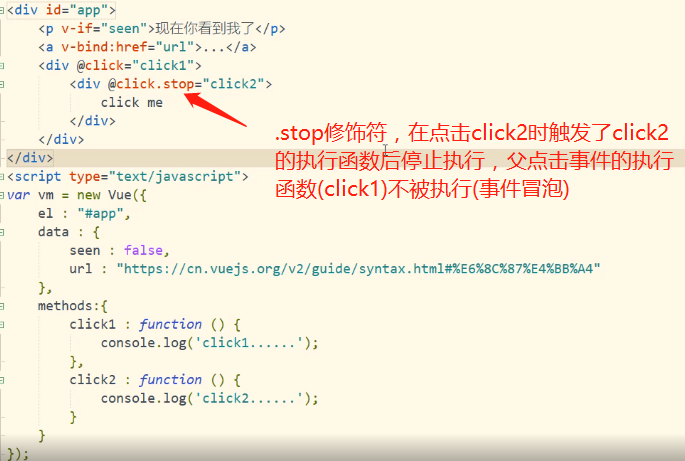 <div id="app">
<p v-if="seen">现在你看到我了</p>
<a v-bind:href="url">...</a>
<div @click="click1">
<div @click.stop="click2">
click me
</div>
</div>
</div>
.stop修饰符，在点击click2时触发了click2
的执行函数后停止执行，父点击事件的执行
函数(click1)不被执行(事件冒泡)
<script type="text/javascript">
var vm = new Vue({
el : "#app",
data : {
seen : false,
url : "https://cn.vuejs.org/v2/guide/syntax.html#%E6%8C%87%E4%BB%A4"
},
methods:{
click1 : function () {
console.log('click1......');
},
click2 : function () {
console.log('click2......');
}
}
});